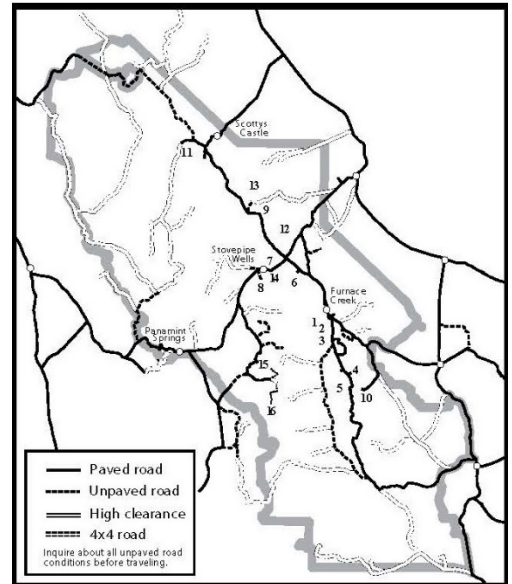 Scottys
Castle
11
13
9
12
Stovepipe
Wells
7
14
8
6
Furnace
Creek
1
2
3
Panamint
Springs
15
4
5
10
16
Paved road
Unpaved road
High clearance
4x4 road
Inquire about all unpaved road
conditions before traveling.